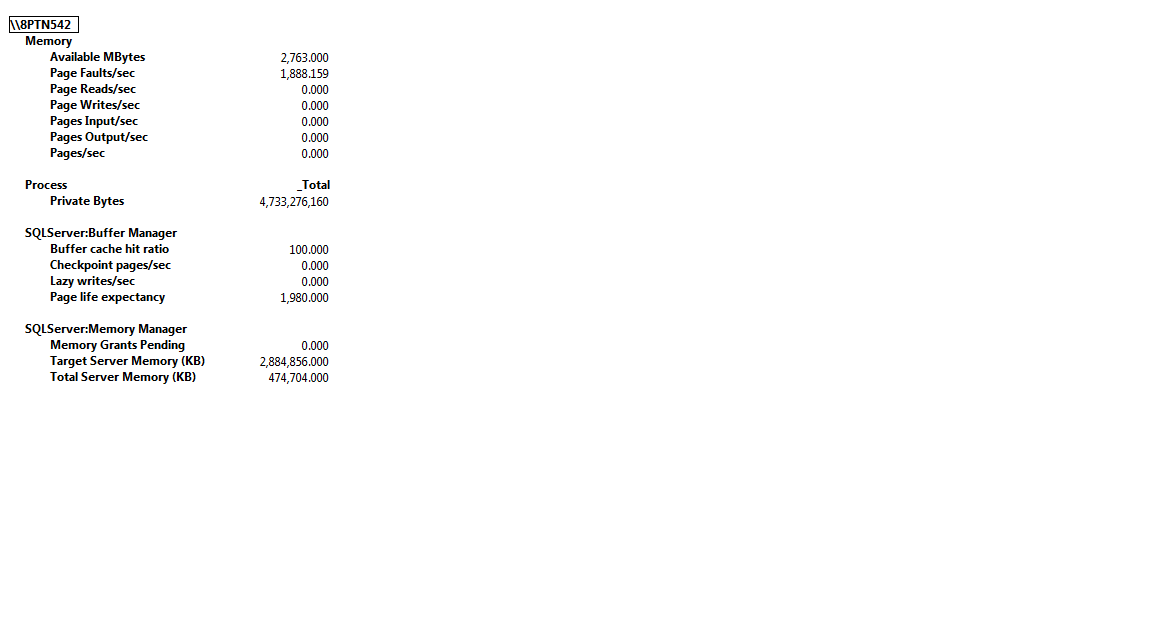 \\8PTN542
Memory
Available MBytes 2,763.000
Page Faults/sec 1,888.159
Page Reads/sec 0.000
Page Writes/sec 0.000
Pages Input/sec 0.000
Pages Output/sec 0.000
Pages/sec 0.000
Process _Total
Private Bytes 4,733,276,160
SQLServer:Buffer Manager
Buffer cache hit ratio 100.000
Checkpoint pages/sec 0.000
Lazy writes/sec 0.000
Page life expectancy 1,980.000
SQLServer:Memory Manager
Memory Grants Pending 0.000
Target Server Memory (KB) 2,884,856.000
Total Server Memory (KB) 474,704.000